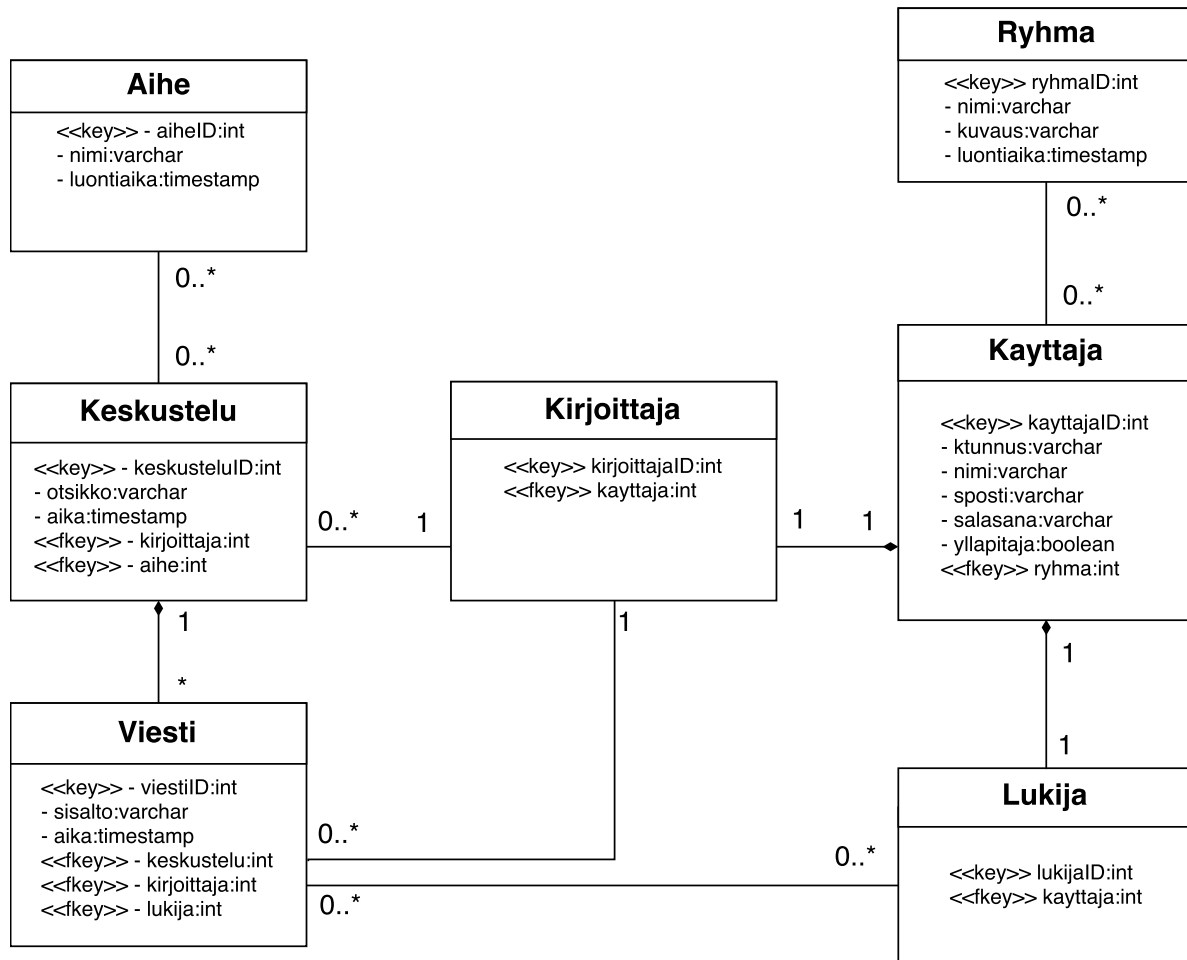 Aihe
<<key>> - aiheID:int
- nimi:varchar
- luontiaika:timestamp
0..*
0..*
Keskustelu
<<key>> - keskusteluID:int
- otsikko:varchar
- aika:timestamp
<<fkey>> - kirjoittaja:int
<<fkey>> - aihe:int
0..*
1
1
*
Viesti
<<key>> - viestiID:int
- sisalto:varchar
- aika:timestamp
<<fkey>> - keskustelu:int
<<fkey>> - kirjoittaja:int
<<fkey>> - lukija:int
0..*
0..*
Kirjoittaja
<<key>> kirjoittajaID:int
<<fkey>> kayttaja:int
1
1
1
Ryhma
<<key>> ryhmaID:int
- nimi:varchar
- kuvaus:varchar
- luontiaika:timestamp
0..*
0..*
Kayttaja
<<key>> kayttajaID:int
- ktunnus:varchar
- nimi:varchar
- sposti:varchar
- salasana:varchar
- yllapitaja:boolean
<<fkey>> ryhma:int
1
1
0..*
Lukija
<<key>> lukijaID:int
<<fkey>> kayttaja:int